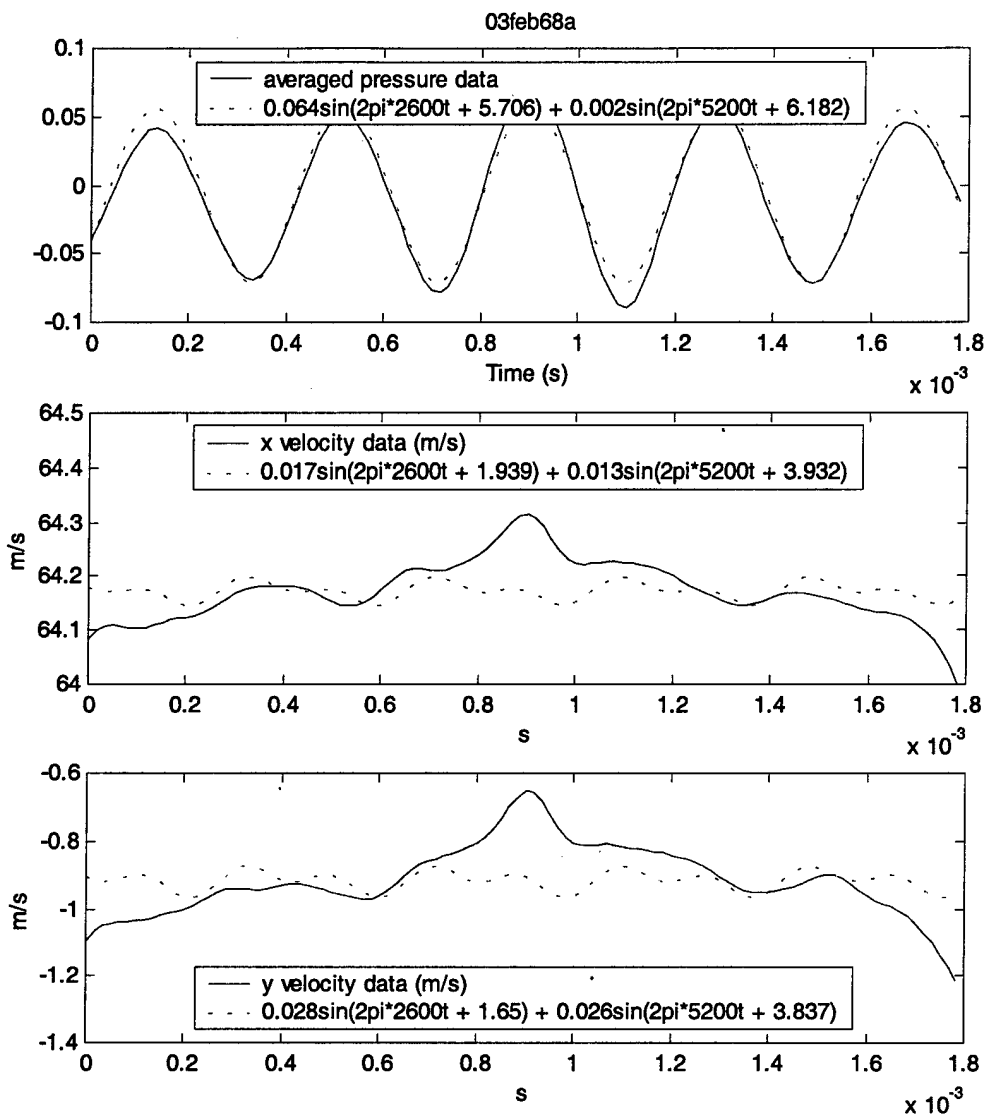 03feb68a
averaged pressure data
0.064sin(2pi*2600t + 5.706) + 0.002sin(2pi*5200t + 6.182)
0.1
0.05
0
-0.05
-0.1
0 0.2 0.4 0.6 0.8 1 1.2 1.4 1.6 1.8
Time (s)
x 10^-3
x velocity data (m/s)
0.017sin(2pi*2600t + 1.939) + 0.013sin(2pi*5200t + 3.932)
64.5
64.4
64.3
64.2
64.1
64
m/s
0 0.2 0.4 0.6 0.8 1 1.2 1.4 1.6 1.8
s
x 10^-3
-0.6
-0.8
-1
-1.2
-1.4
m/s
y velocity data (m/s)
0.028sin(2pi*2600t + 1.65) + 0.026sin(2pi*5200t + 3.837)
0 0.2 0.4 0.6 0.8 1 1.2 1.4 1.6 1.8
s
x 10^-3